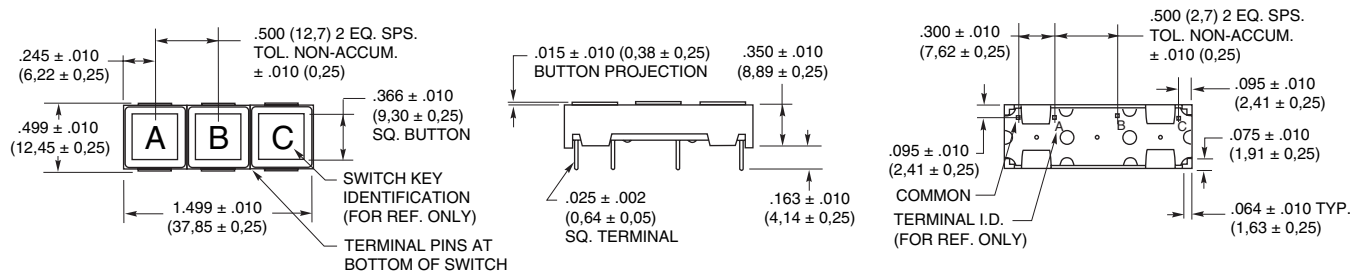 .500 (12,7) 2 EQ. SPS.
TOL. NON-ACCUM.
± .010 (0,25)
.245 ± .010
(6,22 ± 0,25)
.366 ± .010
(9,30 ± 0,25)
SQ. BUTTON
.499 ± .010
(12,45 ± 0,25)
A
B
C
SWITCH KEY
IDENTIFICATION
(FOR REF. ONLY)
1.499 ± .010
(37,85 ± 0,25)
TERMINAL PINS AT
BOTTOM OF SWITCH
.015 ± .010 (0,38 ± 0,25)
BUTTON PROJECTION
.350 ± .010
(8,89 ± 0,25)
.025 ± .002
(0,64 ± 0,05)
SQ. TERMINAL
.163 ± .010
(4,14 ± 0,25)
.300 ± .010
(7,62 ± 0,25)
.500 (2,7) 2 EQ. SPS.
TOL. NON-ACCUM.
± .010 (0,25)
.095 ± .010
(2,41 ± 0,25)
A
B
C
.095 ± .010
(2,41 ± 0,25)
.075 ± .010
(1,91 ± 0,25)
COMMON
TERMINAL I.D.
(FOR REF. ONLY)
.064 ± .010 TYP.
(1,63 ± 0,25)